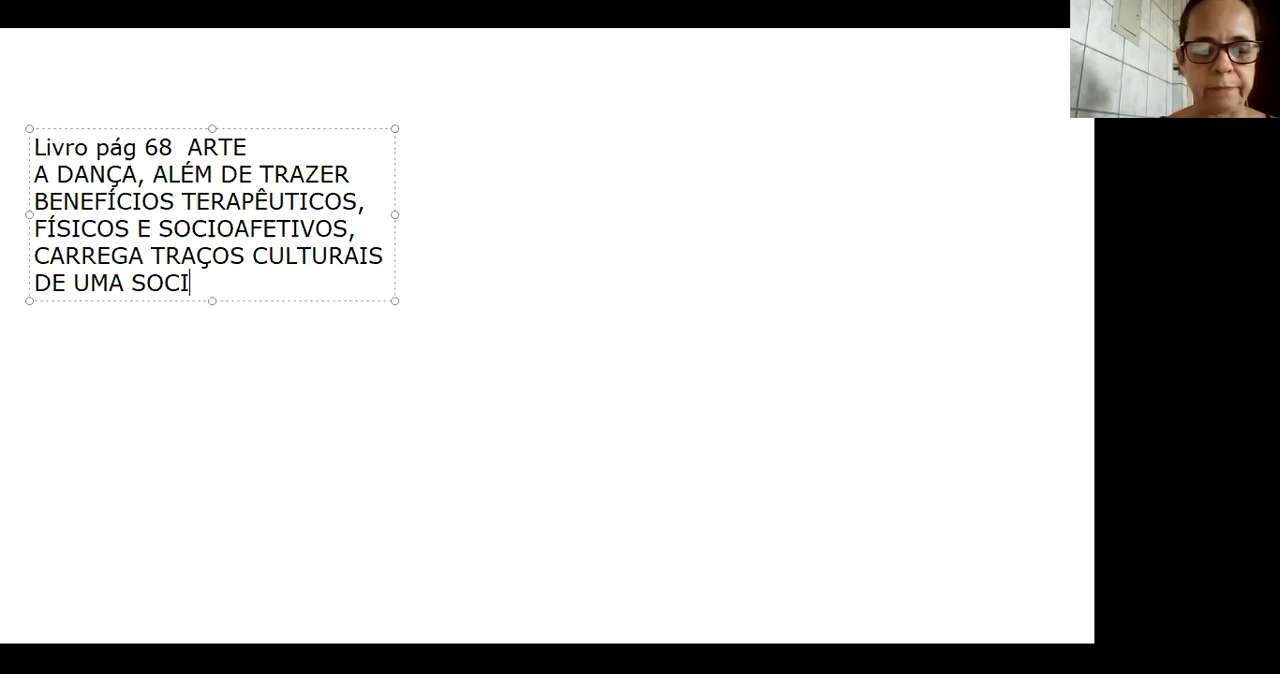 Livro pág 68  ARTE
A DANÇA, ALÉM DE TRAZER
BENEFÍCIOS TERAPÊUTICOS,
FÍSICOS E SOCIOAFETIVOS,
CARREGA TRAÇOS CULTURAIS
DE UMA SOCI